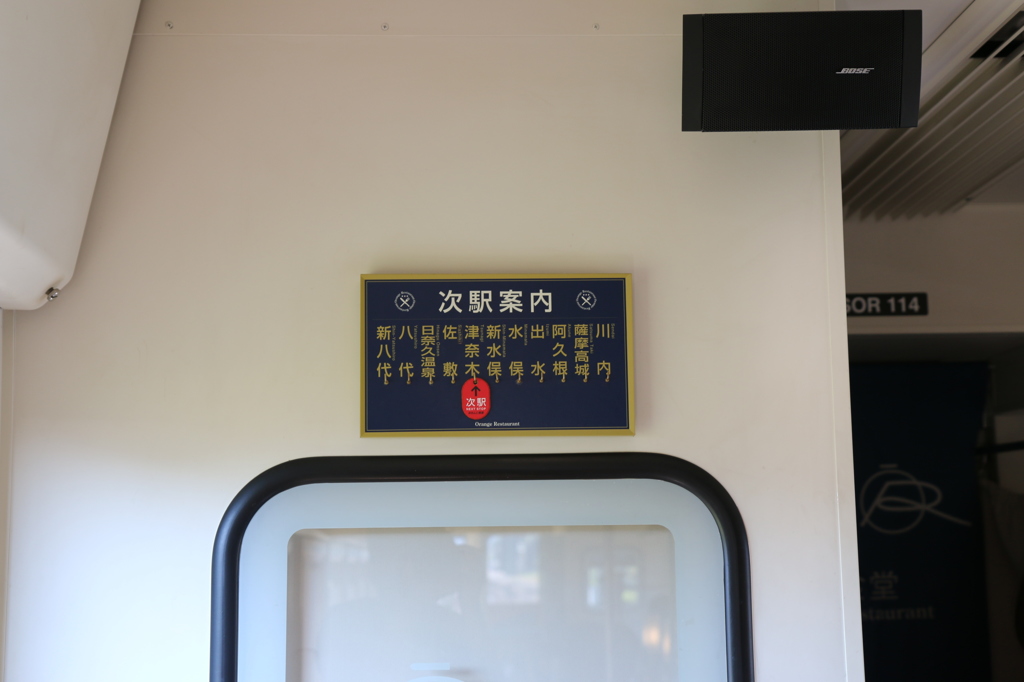 BOSE
SOR 114
次駅案内
新八代
八代
日奈久温泉
佐敷
津奈木
新水俣
水俣
出水
阿久根
薩摩高城
川内
次駅
NEXT STOP
Orange Restaurant
堂
staurant